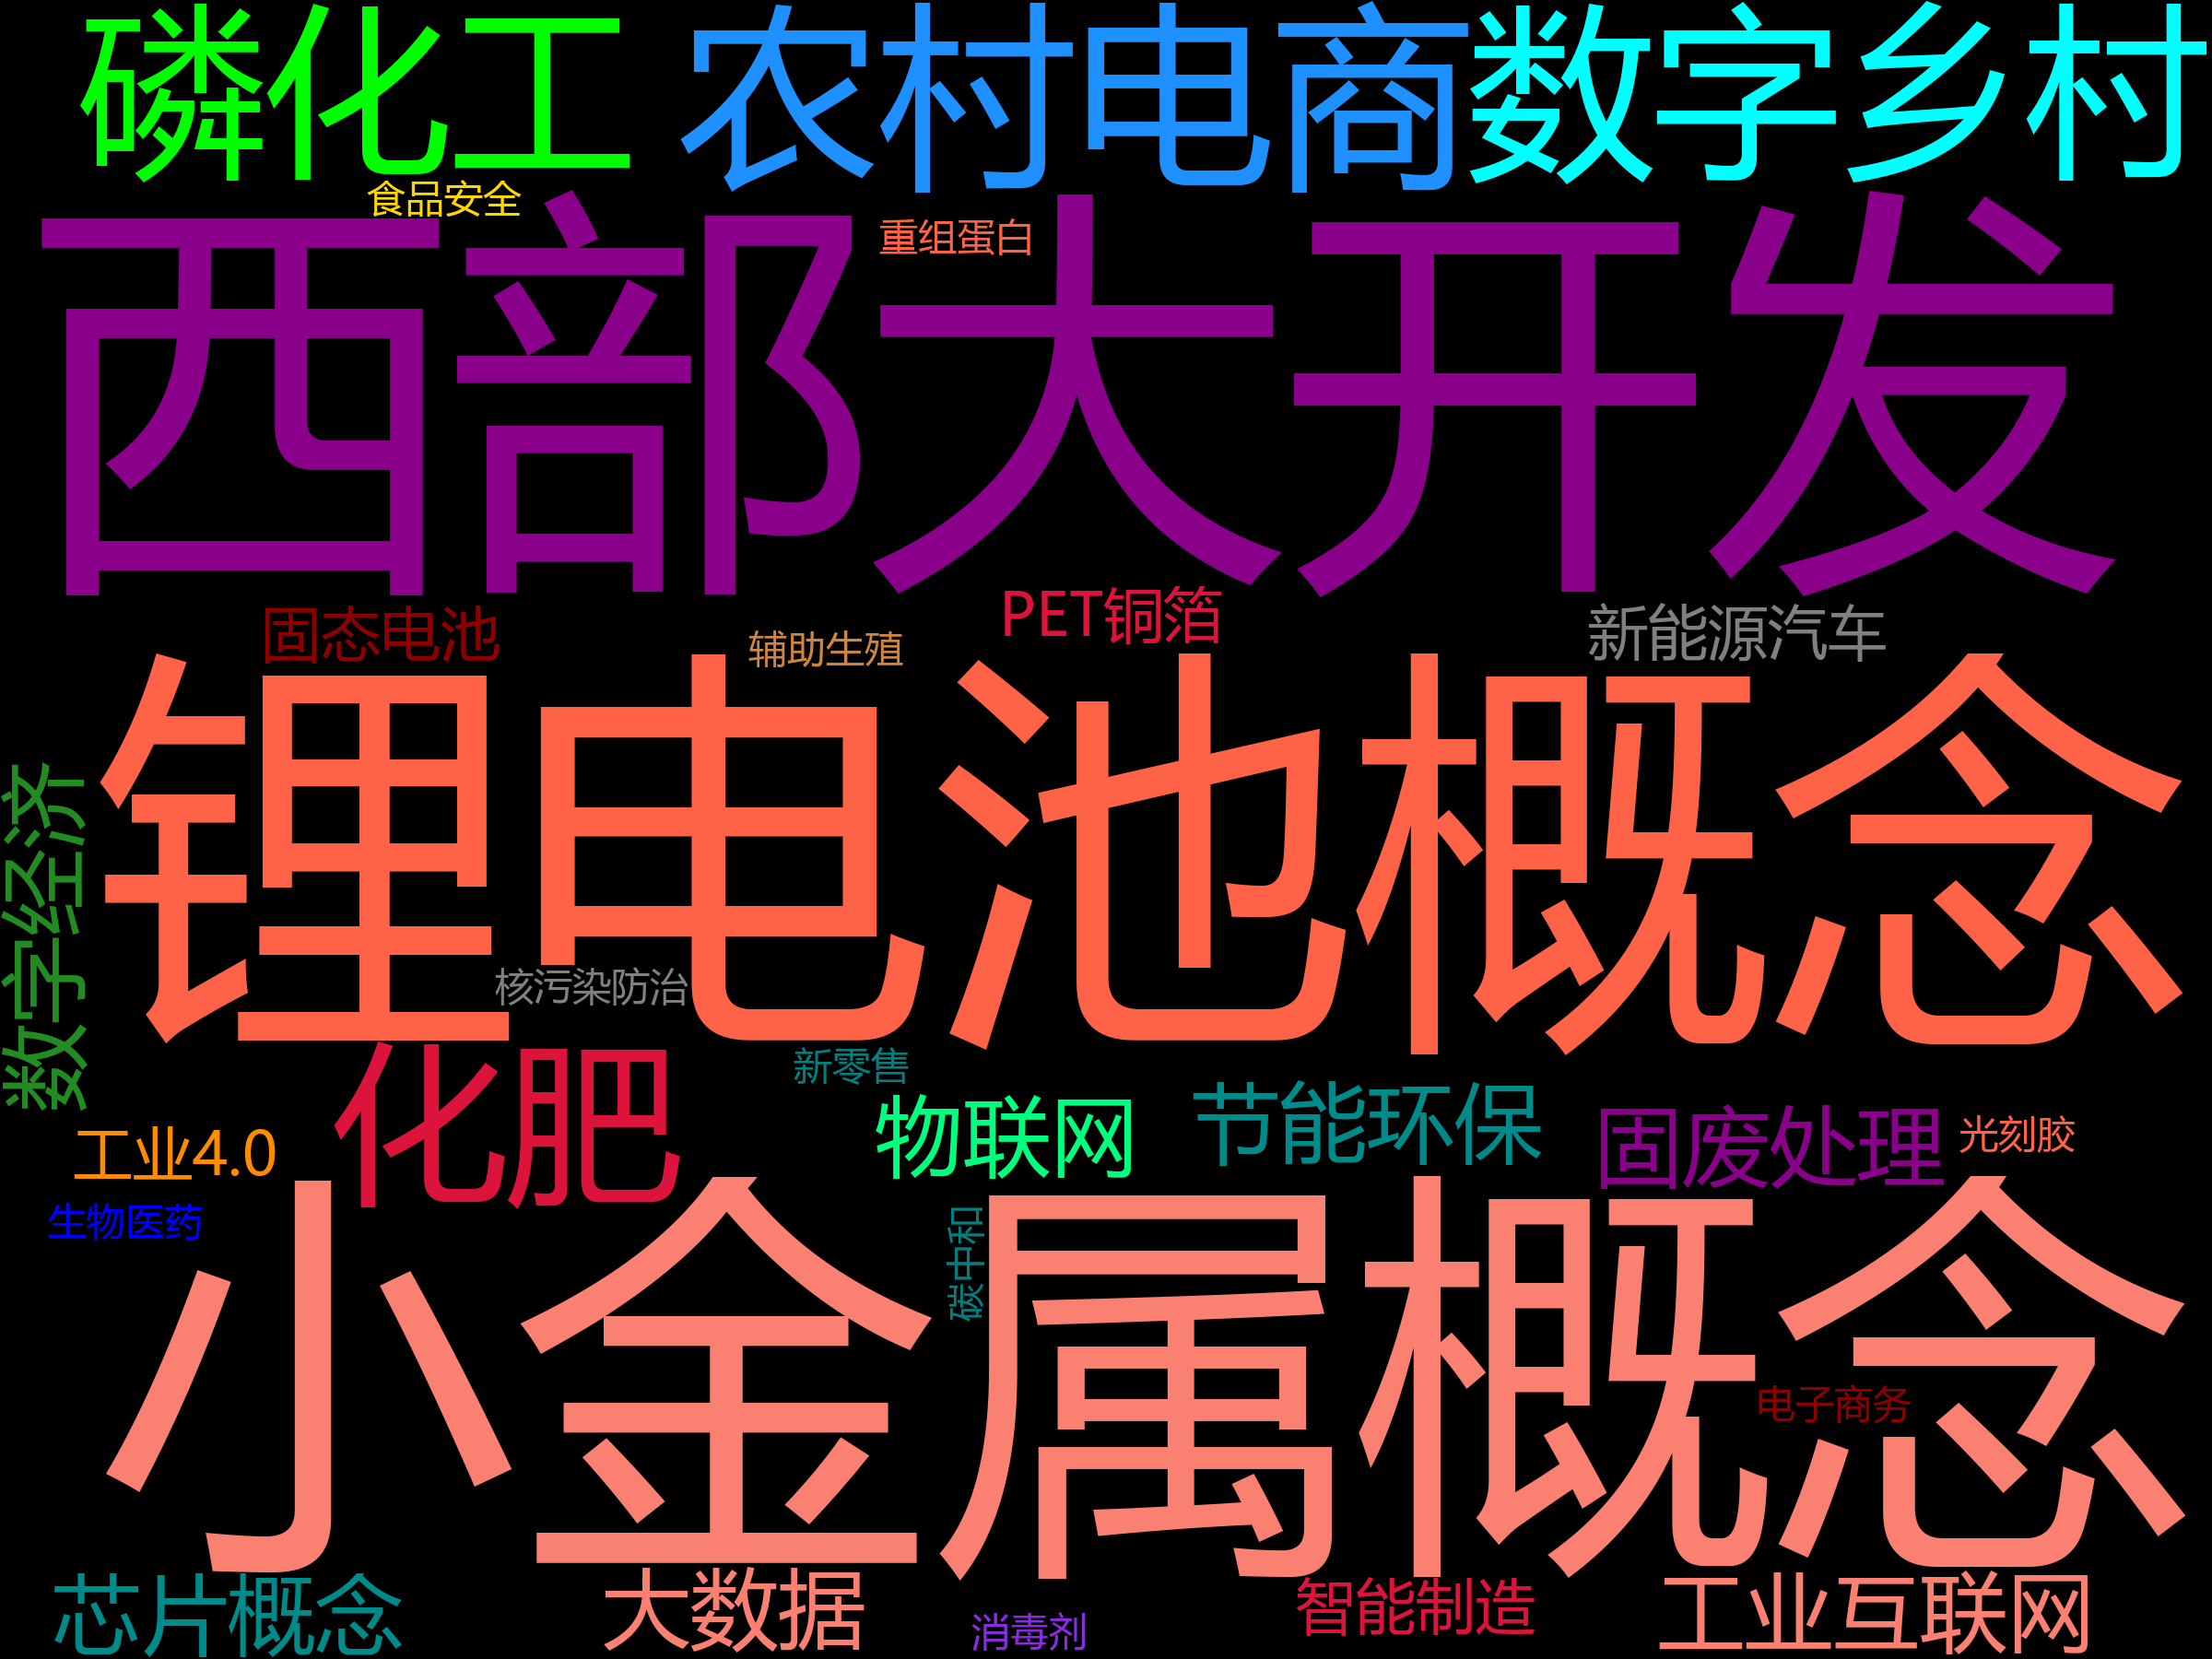 磷化工
农村电商
数字乡村
食品安全
重组蛋白
西部大开发
固态电池
辅助生殖
PET铜箔
新能源汽车
锂电池概念
数字经济
核污染防治
化肥
新零售
物联网
节能环保
固废处理
光刻胶
工业4.0
生物医药
碳中和
小金属概念
电子商务
芯片概念
大数据
消毒剂
智能制造
工业互联网